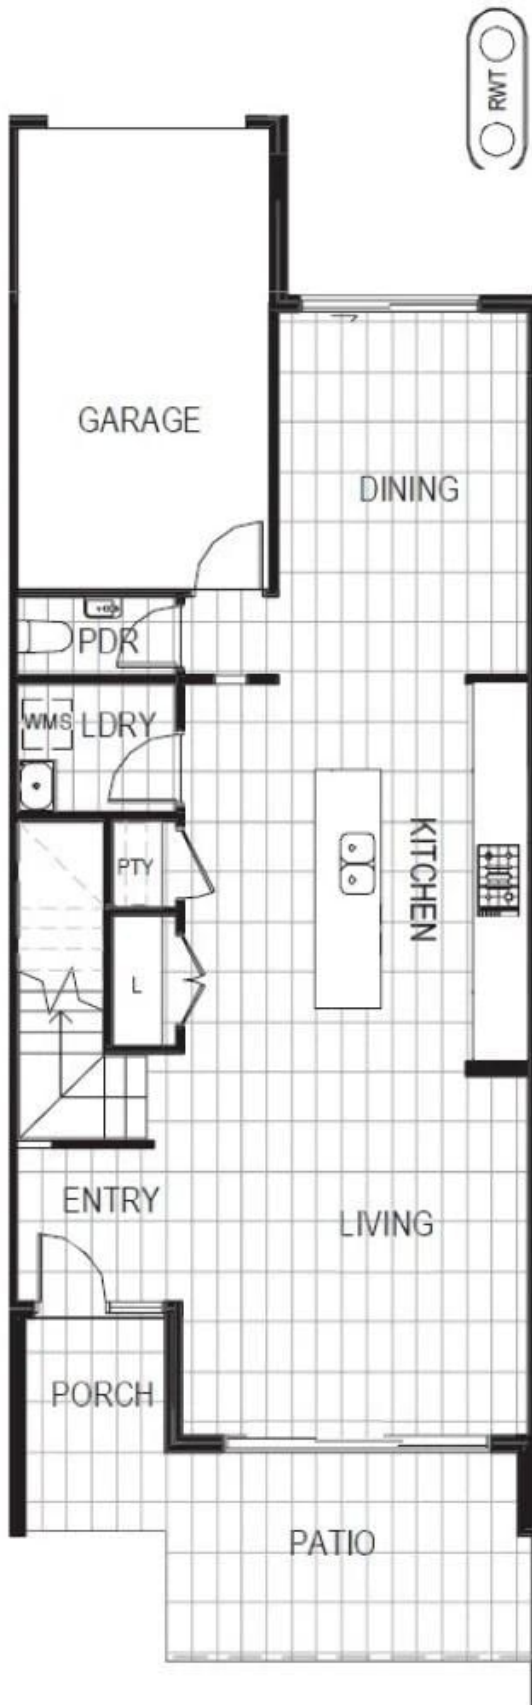 RWT
GARAGE
DINING
PDR
WMS
LDRY
PTY
KITCHEN
L
ENTRY
LIVING
PORCH
PATIO